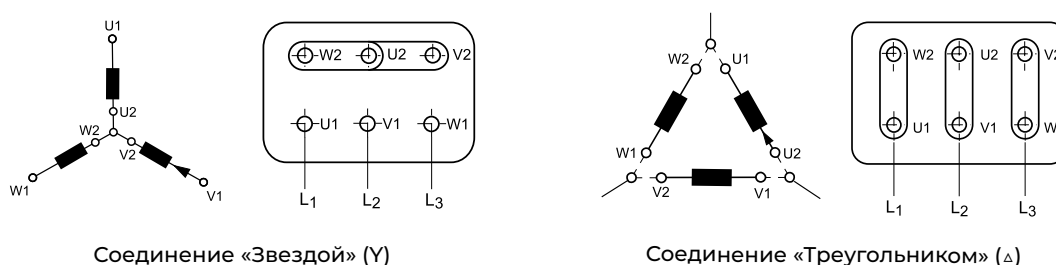 U1
U2
W2
V2
W1
V1
W2 U2 V2
U1 V1 W1
L1 L2 L3
Соединение «Звездой» (Y)
W2 U1
W1 U2
V2 V1
W2 U2 V2
U1 V1 W
L1 L2 L3
Соединение «Треугольником» (△)